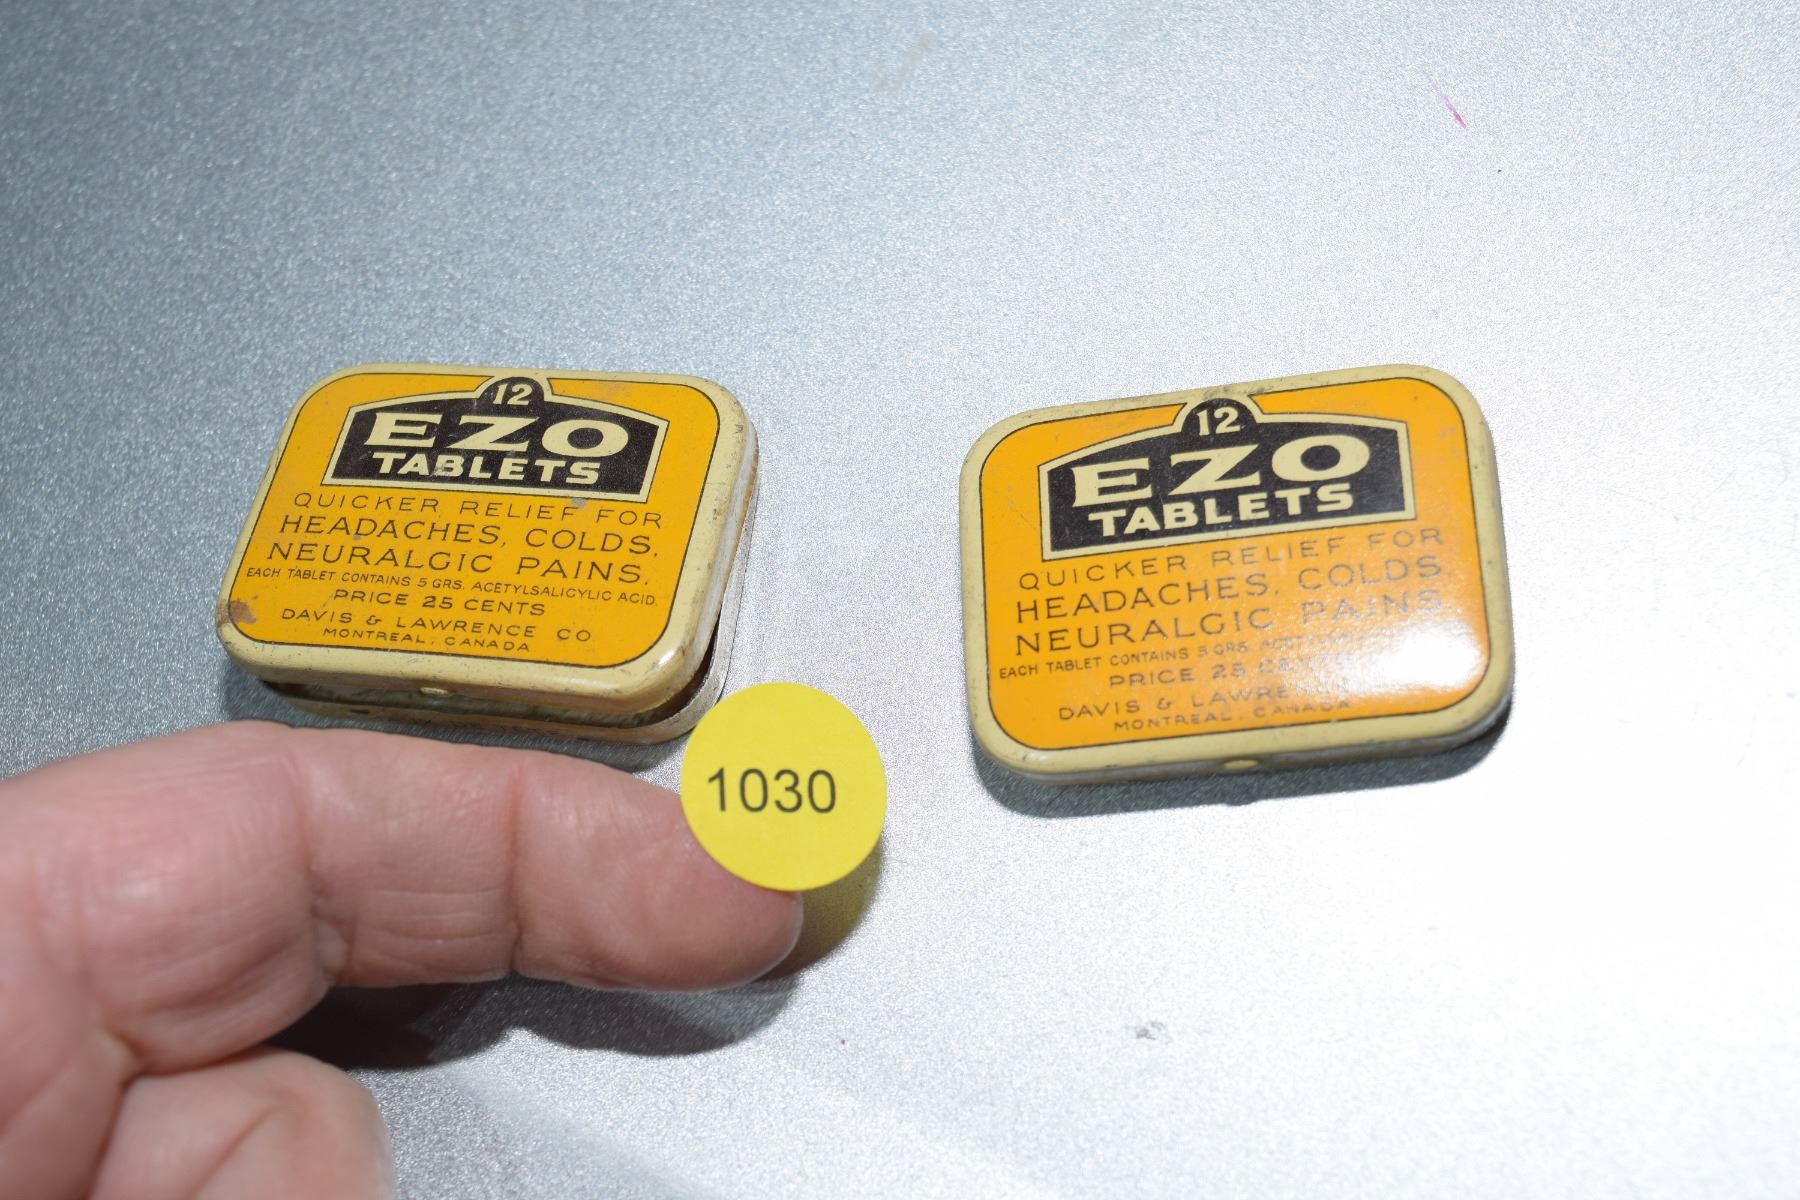 12
EZO
TABLETS
QUICKER RELIEF FOR
HEADACHES, COLDS,
NEURALGIC PAINS.
EACH TABLET CONTAINS 5 GRS. ACETYLSALICYLIC ACID.
PRICE 25 CENTS
DAVIS & LAWRENCE CO
MONTREAL, CANADA
12
EZO
TABLETS
QUICKER RELIEF FOR
HEADACHES, COLDS,
NEURALGIC PAINS
EACH TABLET CONTAINS 5 GRS.
PRICE 25 CENTS
DAVIS & LAWRENCE
MONTREAL, CANADA
1030